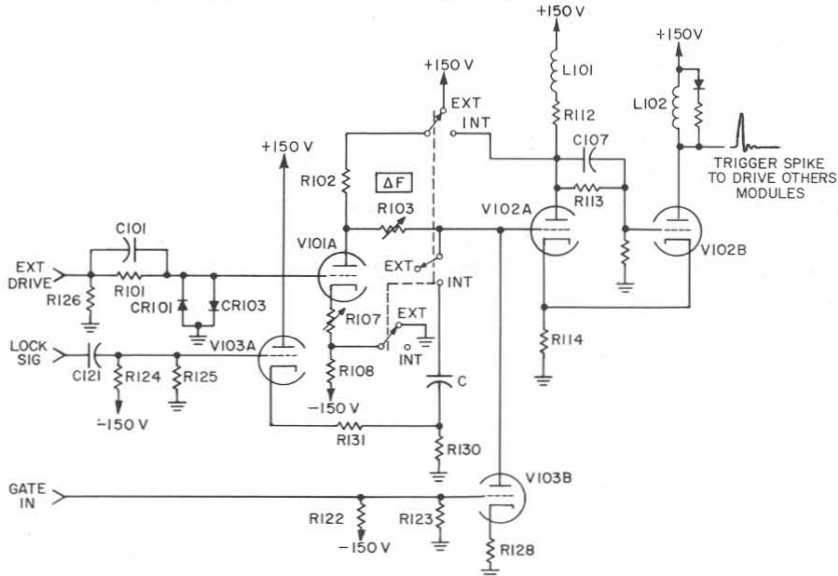 +150 V
+150V
+150V
L101
EXT
INT
R112
L102
C107
+150 V
R102
ΔF
R103
V102A
R113
TRIGGER SPIKE
TO DRIVE OTHERS
MODULES
C101
V101A
V102B
EXT
DRIVE
R101
R126
CR101
CR103
EXT
INT
R107
EXT
INT
V103A
R114
LOCK
SIG
C121
R124
R125
R108
C
-150 V
-150 V
R131
R130
V103B
GATE
IN
R122
R123
-150 V
R128